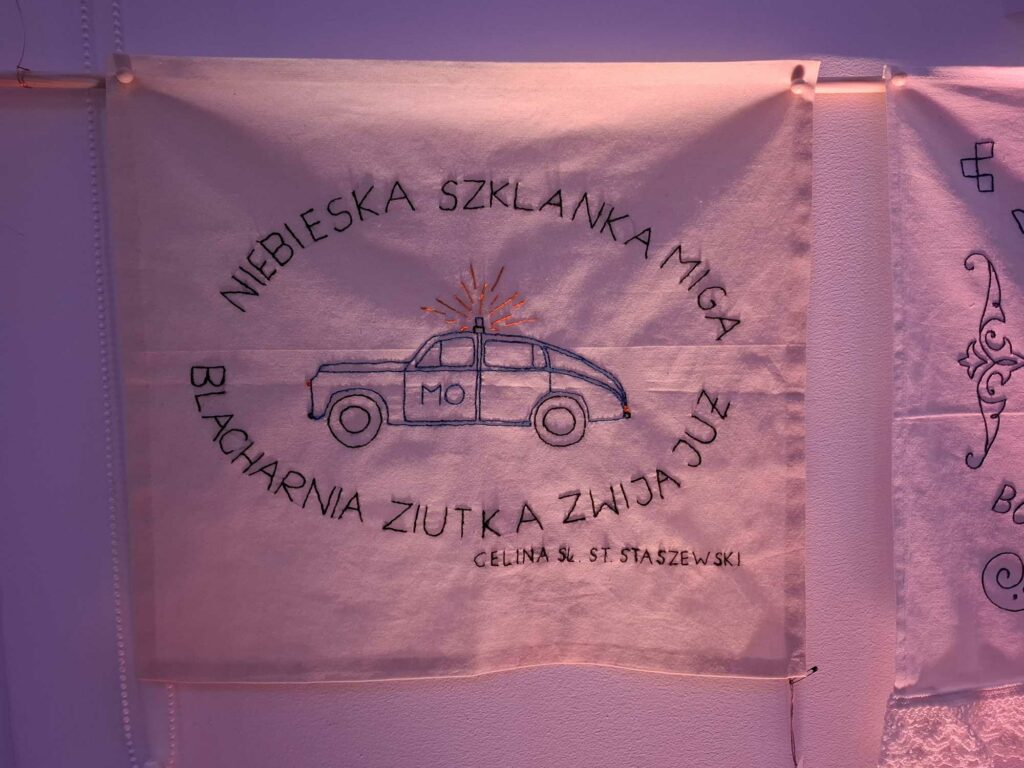 NIEBIESKA SZKLANKA MIGA
MO
BLACHARNIA ZIUTKA ZWIJA JUŻ
CELINA SŁ. ST. STASZEWSKI